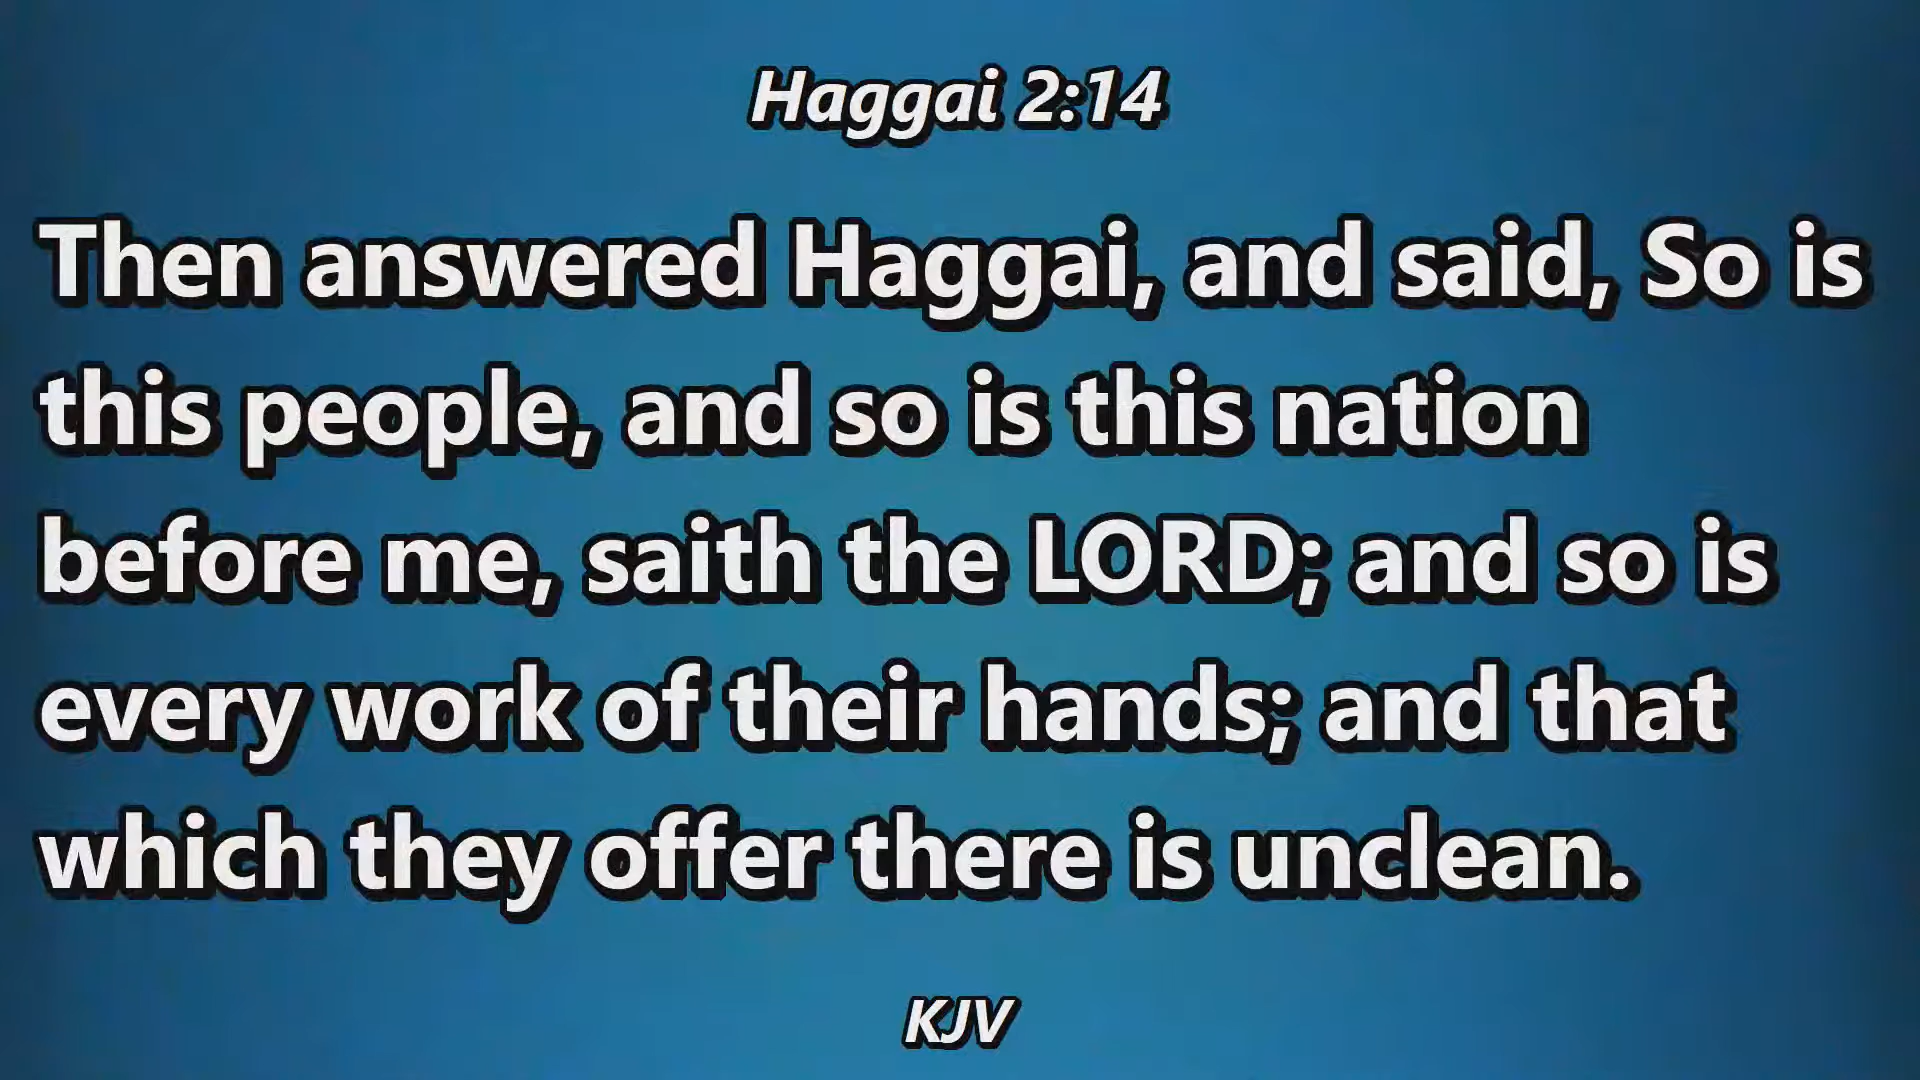 Haggai 2:14
Then answered Haggai, and said, So is
this people, and so is this nation
before me, saith the LORD; and so is
every work of their hands; and that
which they offer there is unclean.
KJV